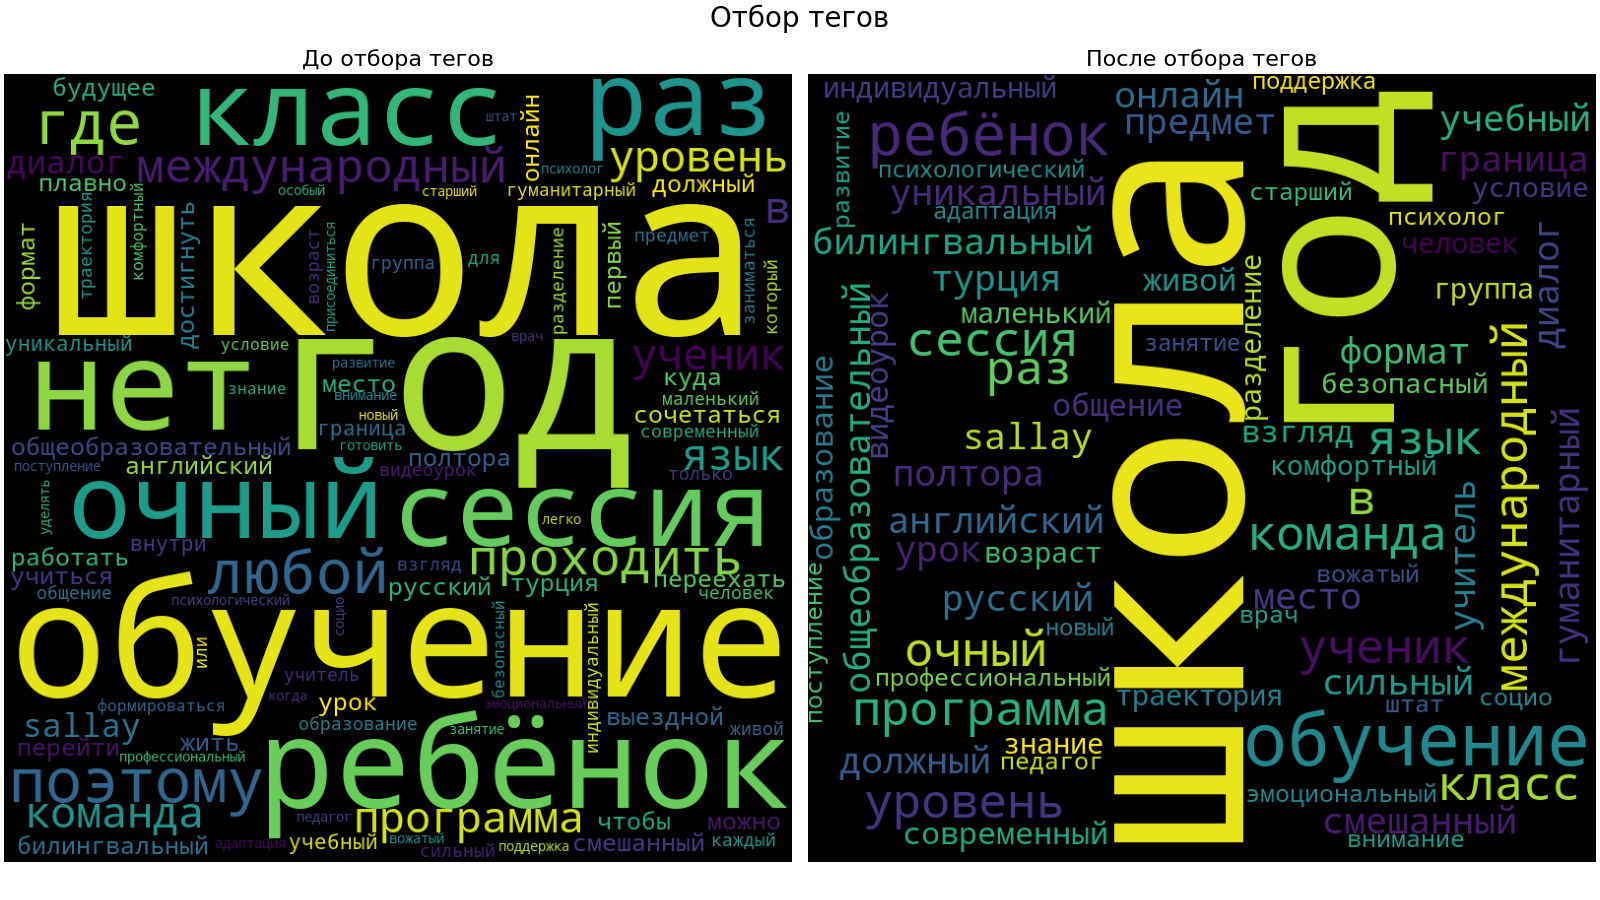 Отбор тегов
До отбора тегов
будущее
класс
раз
где
штат
онлайн
диалог
международный
психолог
уровень
плавно
особый
старший
гуманитарный
должный
траектория
комфортный
школа
в
формат
достигнуть
возраст
присоединиться
группа
для
разделение
первый
предмет
заниматься
который
уникальный
условие
врач
нет
год
развитие
ученик
знание
место
внимание
куда
маленький
новый
сочетаться
общеобразовательный
граница
готовить
современный
поступление
английский
полтора
видеоурок
язык
только
уделять
очный
сессия
легко
работать
внутри
проходить
учиться
любой
взгляд
общение
русский
турция
переехать
человек
психологический
социо
обучение
или
безопасный
индивидуальный
учитель
когда
формироваться
урок
эмоциональный
sallay
образование
занятие
выездной
живой
перейти
жить
профессиональный
ребёнок
поэтому
команда
педагог
программа
чтобы
можно
билингвальный
адаптация
учебный
вожатый
сильный
поддержка
смешанный
каждый
После отбора тегов
индивидуальный
онлайн
поддержка
развитие
ребёнок
предмет
год
учебный
психологический
граница
уникальный
старший
условие
адаптация
психолог
билингвальный
человек
диалог
турция
живой
группа
общеобразовательный
видеоурок
маленький
школа
разделение
сессия
занятие
формат
международный
образование
раз
безопасный
общение
гуманитарный
sallay
взгляд
язык
полтора
комфортный
в
учитель
английский
команда
урок
возраст
вожатый
поступление
русский
место
новый
врач
очный
ученик
профессиональный
сильный
траектория
штат
социо
программа
обучение
знание
должный
педагог
класс
уровень
эмоциональный
современный
смешанный
внимание